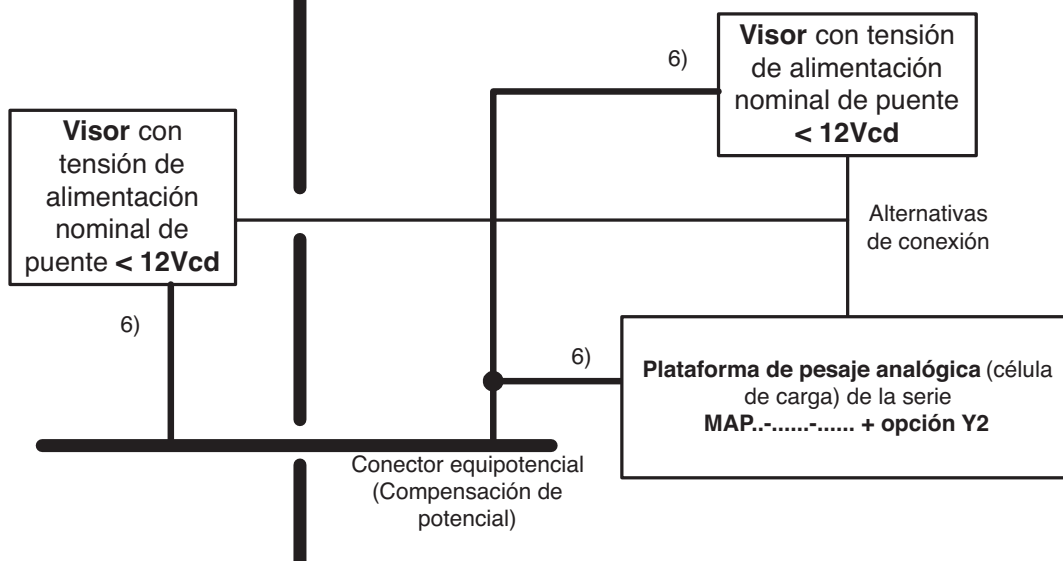 Visor con
tensión de
alimentación
nominal de
puente < 12Vcd
6)
6)
Visor con tensión
de alimentación
nominal de puente
< 12Vcd
Alternativas
de conexión
6)
Plataforma de pesaje analógica (célula
de carga) de la serie
MAP..-......-...... + opción Y2
Conector equipotencial
(Compensación de
potencial)